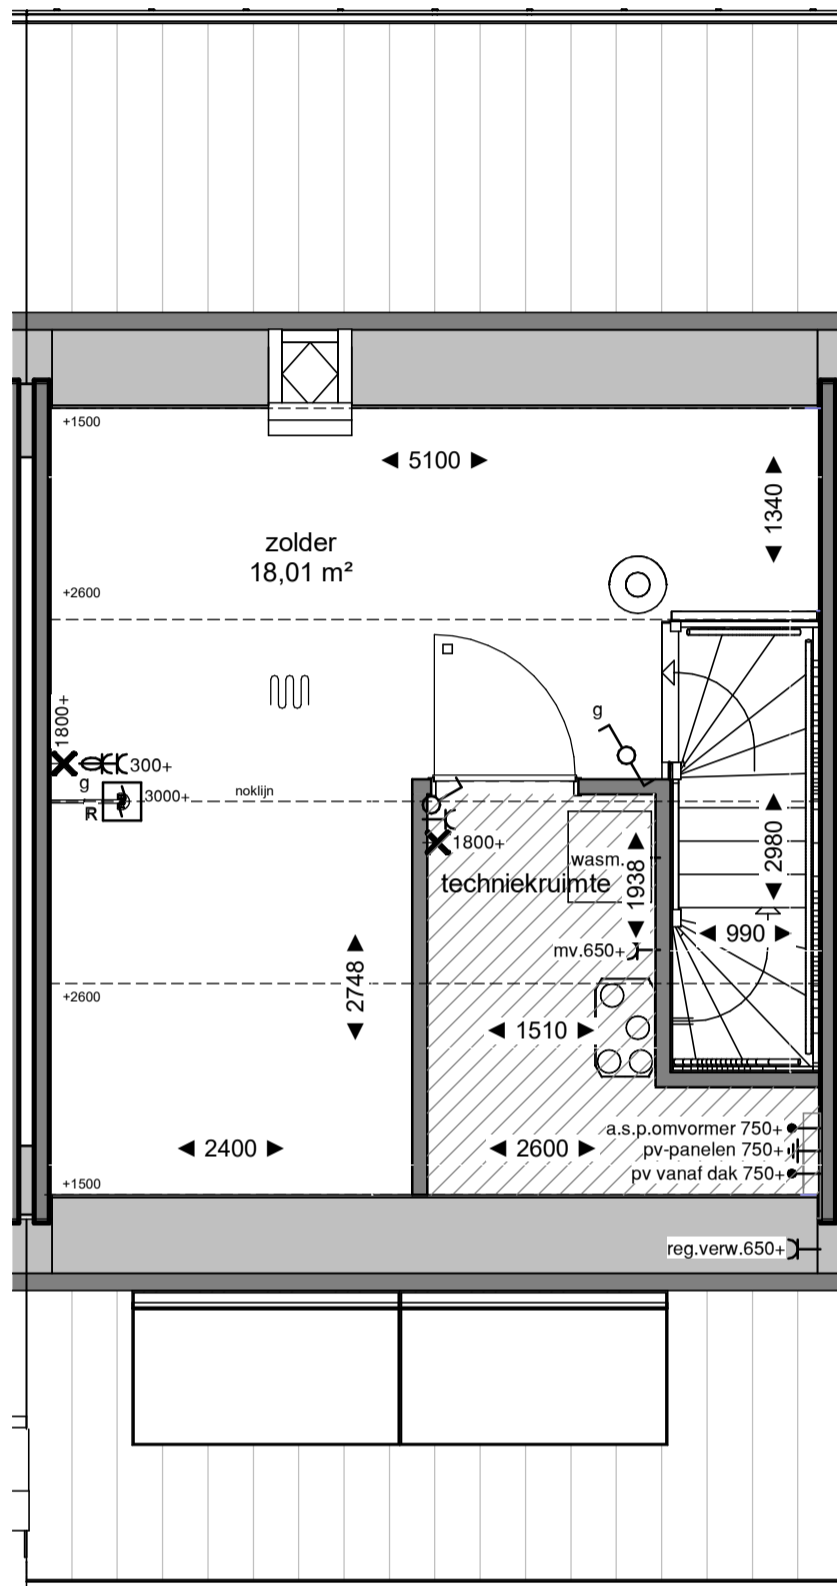 +1500
5100
1340
zolder
18,01 m²
+2600
1800+
g
300+
g
3000+
R
noklijn
1800+
wasm.
techniekruimte
1938
2980
990
mv.650+
2748
+2600
1510
a.s.p.omvormer 750+
2400
2600
pv-panelen 750+
pv vanaf dak 750+
+1500
reg.verw.650+